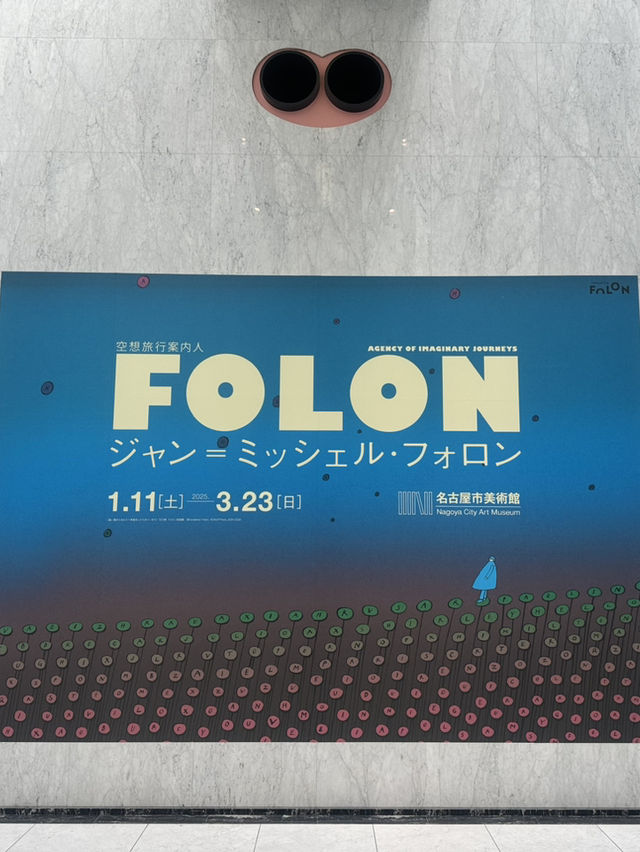 FOLON
空想旅行案内人
AGENCY OF IMAGINARY JOURNEYS
FOLON
ジャン=ミッシェル・フォロン
1.11[土]—2025.—3.23[日]
名古屋市美術館
Nagoya City Art Museum